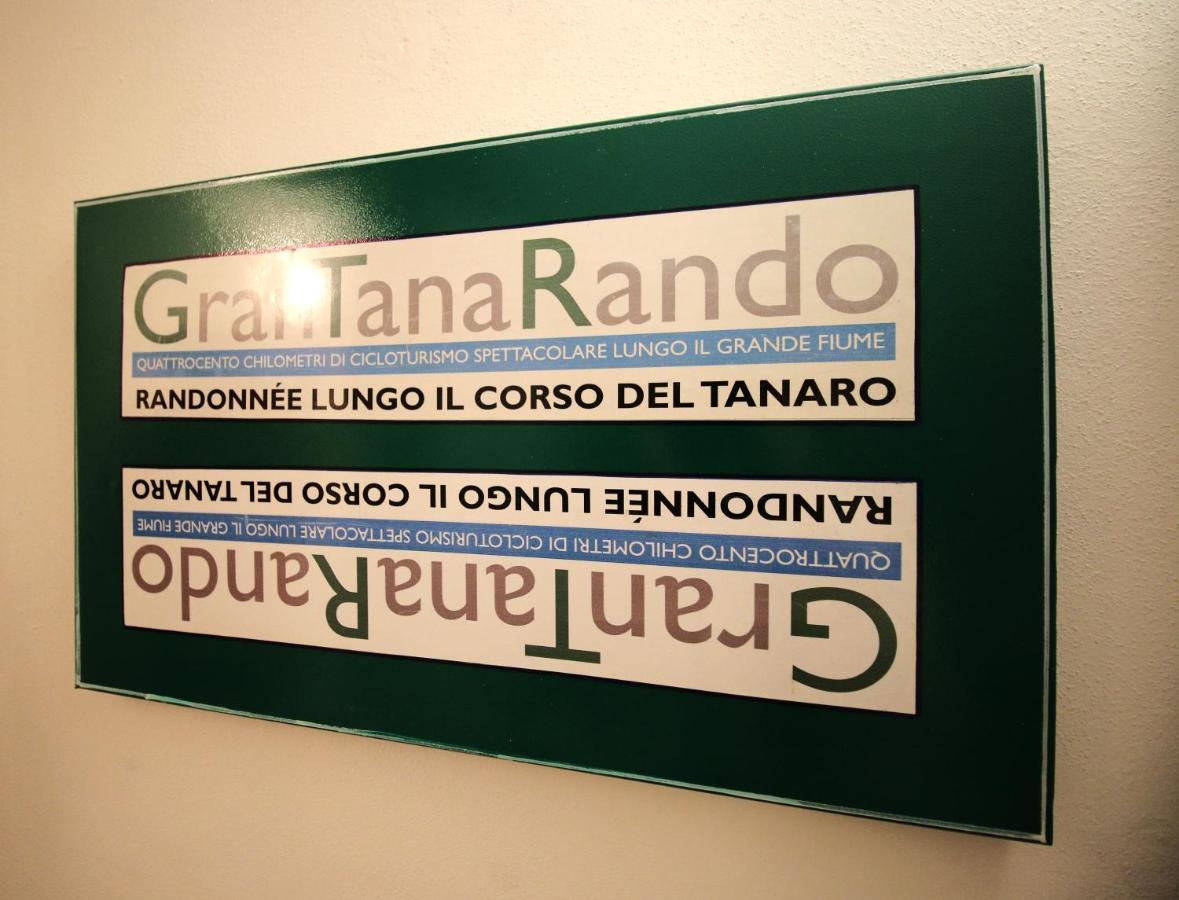 GranTanaRando
QUATTROCENTO CHILOMETRI DI CICLOTURISMO SPETTACOLARE LUNGO IL GRANDE FIUME
RANDONNÉE LUNGO IL CORSO DEL TANARO
RANDONNÉE LUNGO IL CORSO DEL TANARO
QUATTROCENTO CHILOMETRI DI CICLOTURISMO SPETTACOLARE LUNGO IL GRANDE FIUME
GranTanaRando